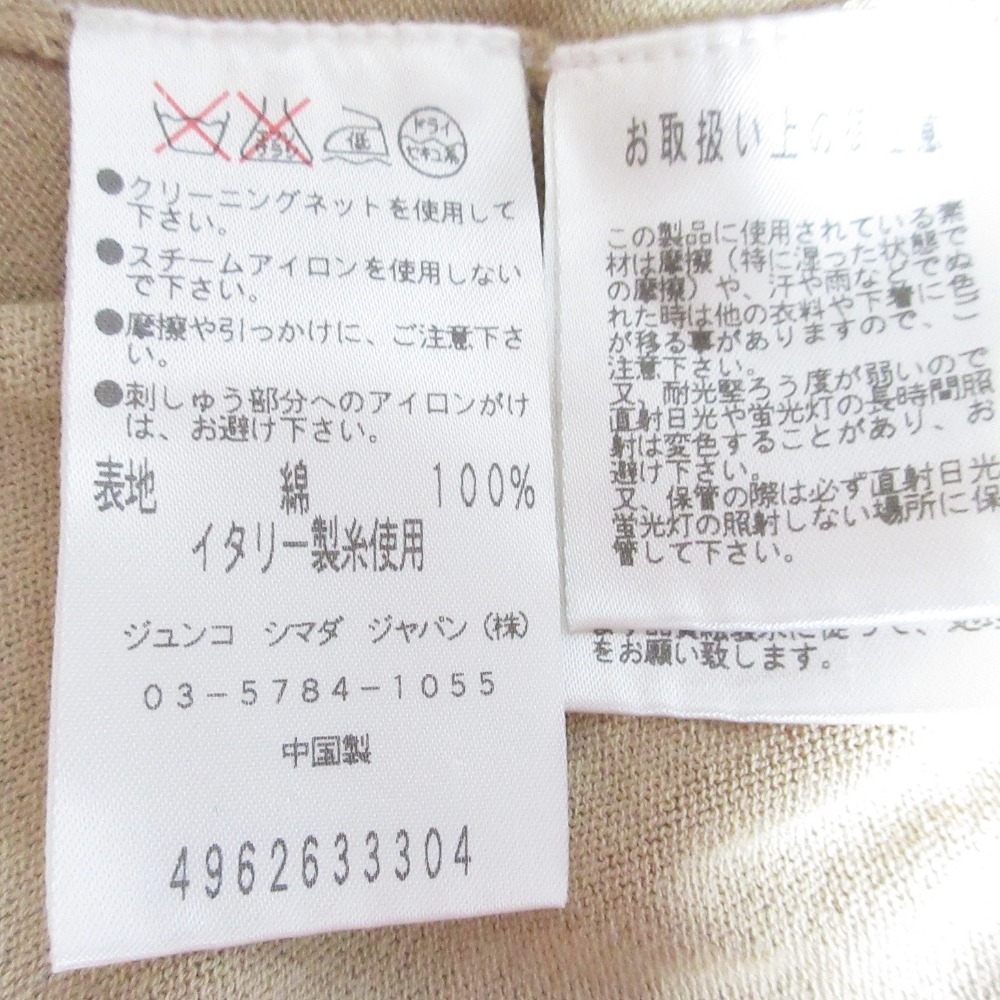 低
ドライ
セキユ系
クリーニングネットを使用して
下さい。
スチームアイロンを使用しない
で下さい。
摩擦や引っかけに、ご注意下さ
い。
刺しゅう部分へのアイロンがけ
は、お避け下さい。
表地 綿 100%
イタリー製糸使用
ジュンコ シマダ ジャパン(株)
03-5784-1055
中国製
4962633304
お取扱い上の 意
この製品に使用されている素
材は摩擦(特に湿った状態で
の摩擦)や、汗や雨などでぬ
れた時は他の衣料や下着に色
が移る事がありますので、ご
注意下さい。
又、耐光堅ろう度が弱いので
直射日光や蛍光灯の長時間照
射は変色することがあり、お
避け下さい。
又、保管の際は必ず直射日光
蛍光灯の照射しない場所に保
管して下さい。
をお願い致します。